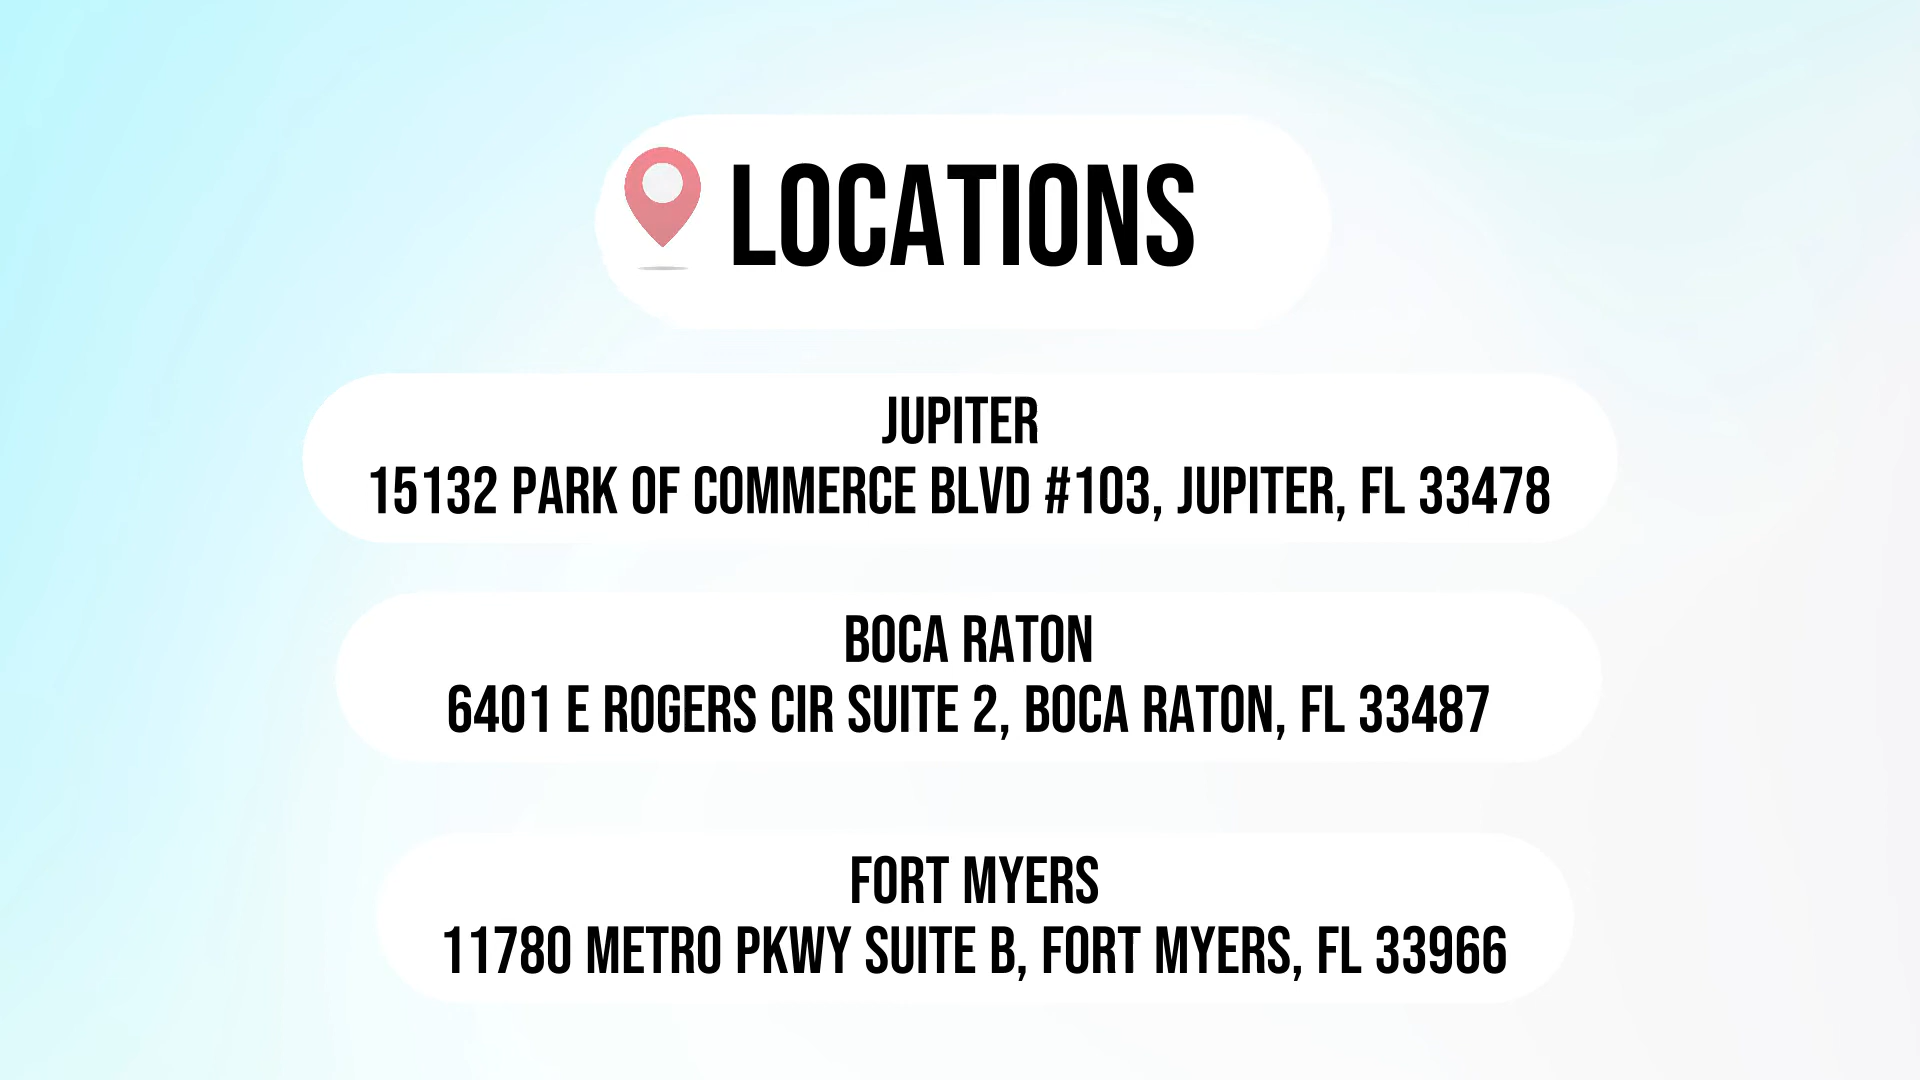 LOCATIONS
JUPITER
15132 PARK OF COMMERCE BLVD #103, JUPITER, FL 33478
BOCA RATON
6401 E ROGERS CIR SUITE 2, BOCA RATON, FL 33487
FORT MYERS
11780 METRO PKWY SUITE B, FORT MYERS, FL 33966